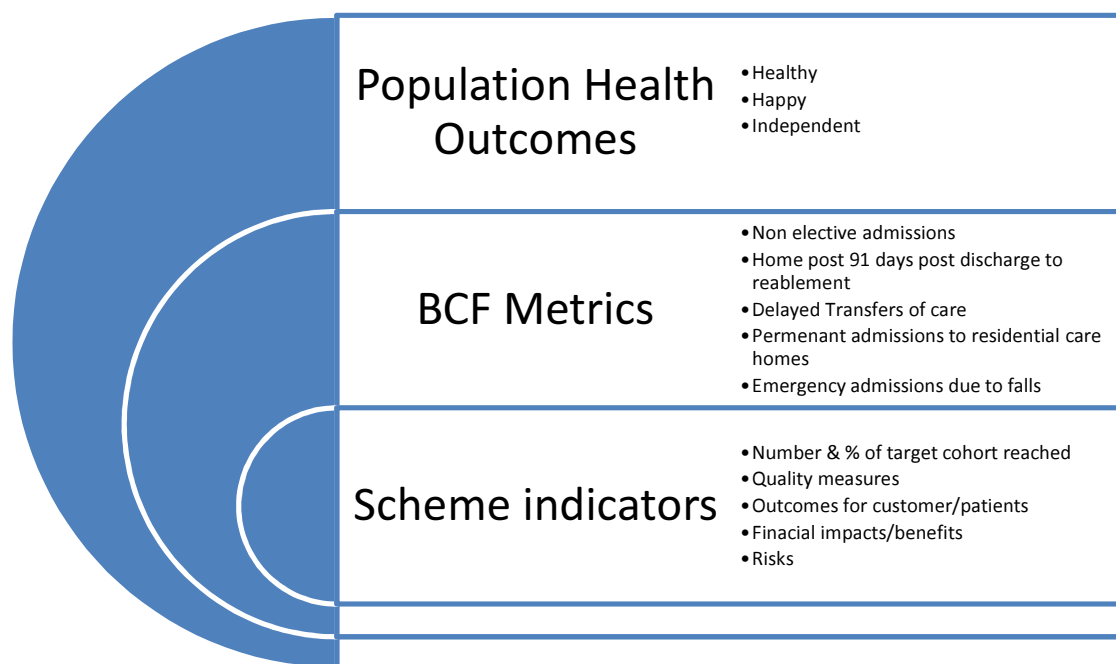 Population Health
Outcomes
•Healthy
•Happy
•Independent
BCF Metrics
•Non elective admissions
•Home post 91 days post discharge to
reablement
•Delayed Transfers of care
•Permenant admissions to residential care
homes
•Emergency admissions due to falls
Scheme indicators
•Number & % of target cohort reached
•Quality measures
•Outcomes for customer/patients
•Finacial impacts/benefits
•Risks